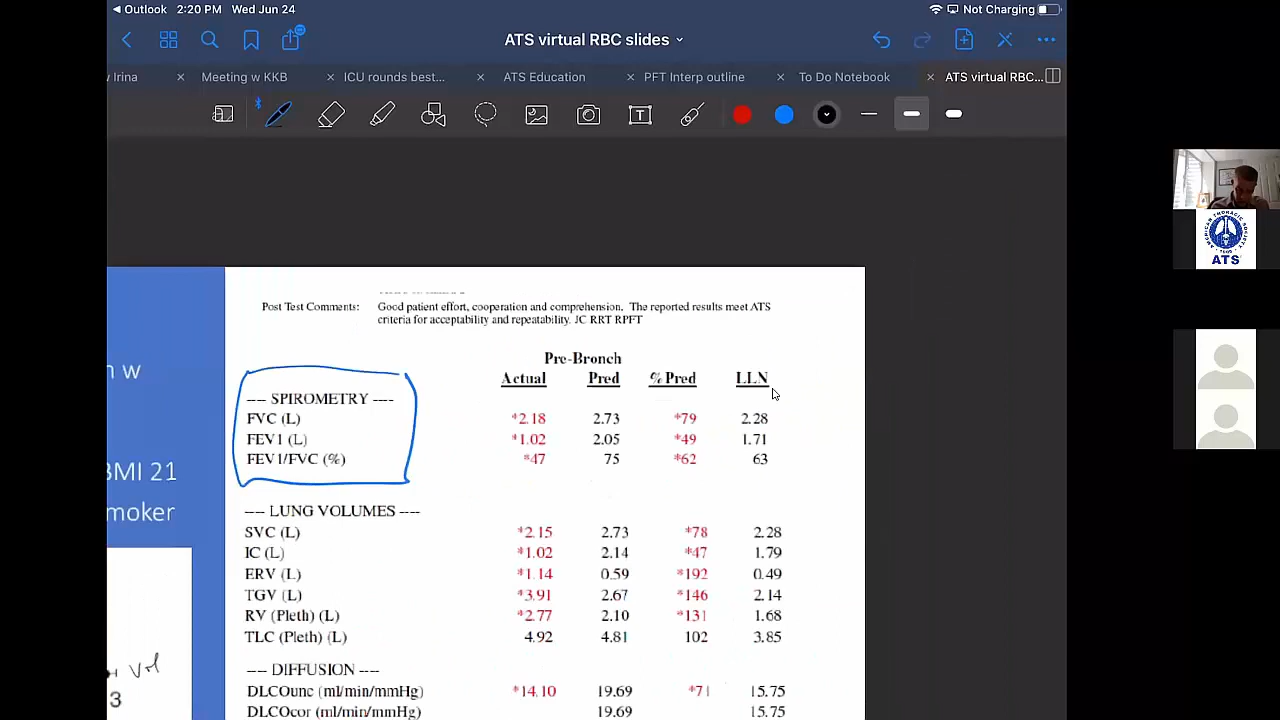 Outlook 2:20 PM Wed Jun 24 Not Charging
ATS virtual RBC slides
w Irina Meeting w KKB ICU rounds best... ATS Education PFT Interp outline To Do Notebook ATS virtual RBC...
T
AMERICAN THORACIC SOCIETY
1905
ATS
Post Test Comments: Good patient effort, cooperation and comprehension. The reported results meet ATS
criteria for acceptability and repeatability. JC RRT RPFT
Pre-Bronch
Actual Pred % Pred LLN
---- SPIROMETRY ----
FVC (L) *2.18 2.73 *79 2.28
FEV1 (L) *1.02 2.05 *49 1.71
FEV1/FVC (%) *47 75 *62 63
---- LUNG VOLUMES ----
SVC (L) *2.15 2.73 *78 2.28
IC (L) *1.02 2.14 *47 1.79
ERV (L) *1.14 0.59 *192 0.49
TGV (L) *3.91 2.67 *146 2.14
RV (Pleth) (L) *2.77 2.10 *131 1.68
TLC (Pleth) (L) 4.92 4.81 102 3.85
---- DIFFUSION ----
DLCOunc (ml/min/mmHg) *14.10 19.69 *71 15.75
DLCOcor (ml/min/mmHg) 19.69 15.75
n w
BMI 21
moker
vol
3